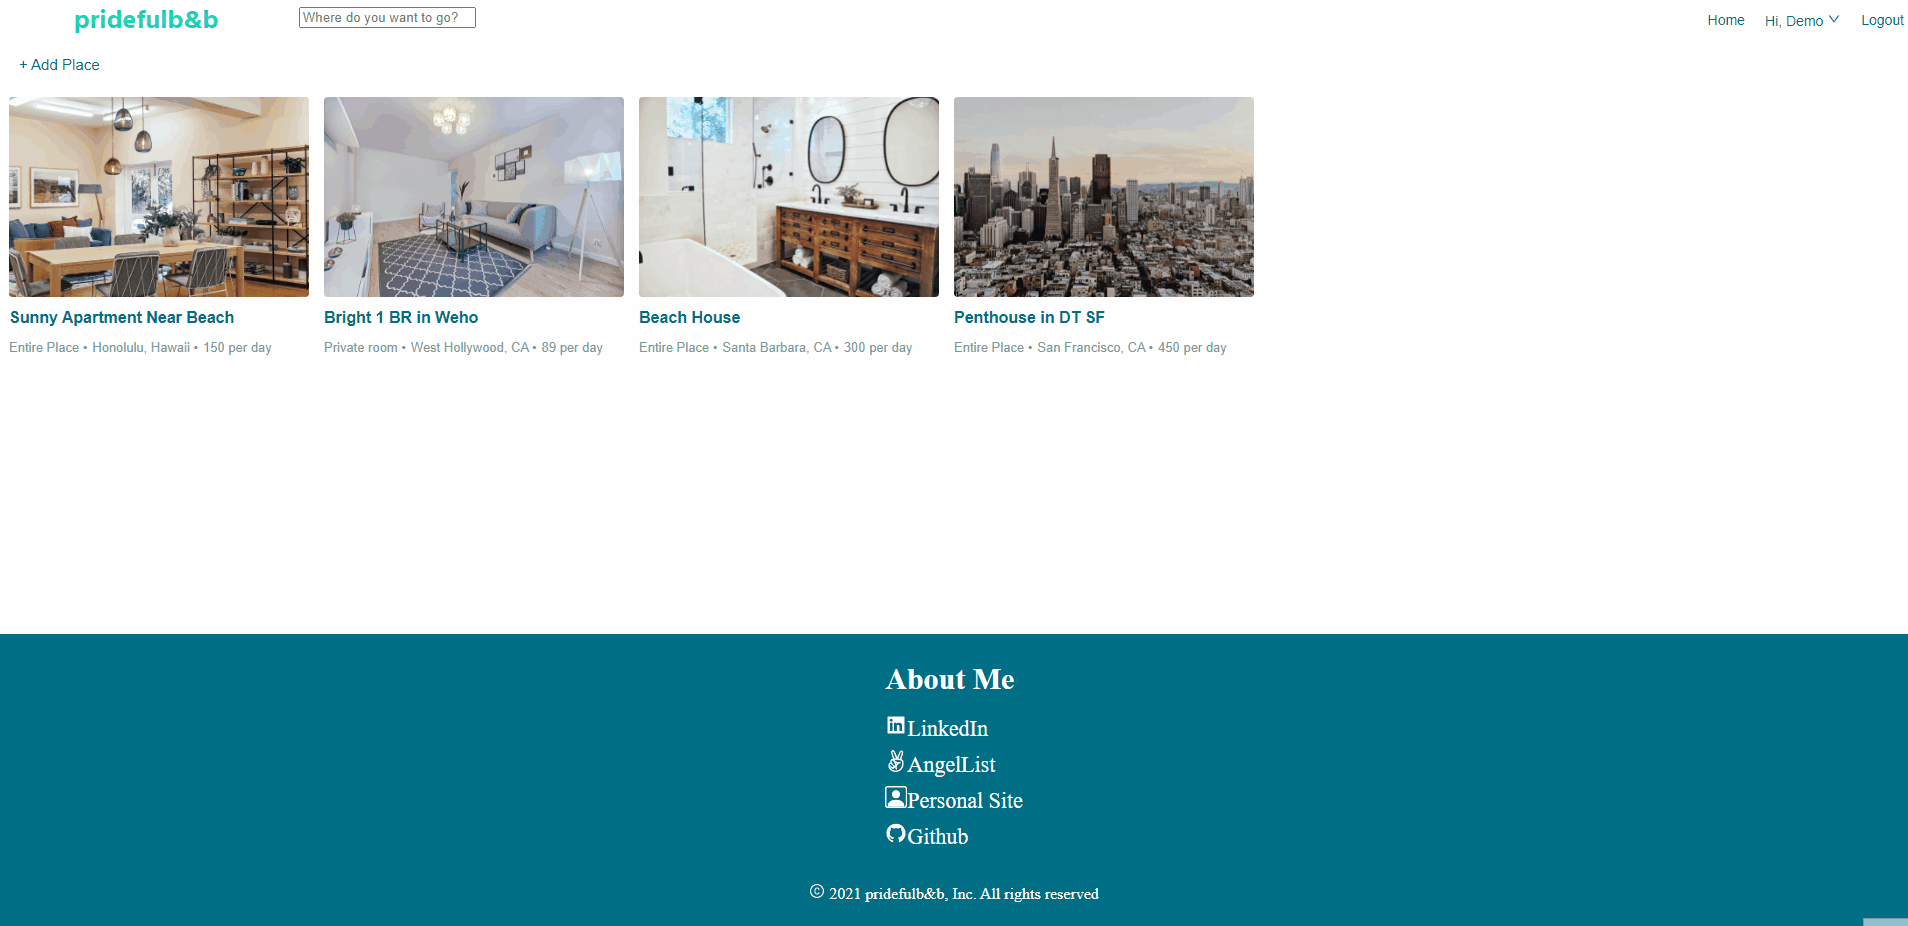 pridefulb&b
Where do you want to go?
Home
Hi, Demo
Logout
+ Add Place
Sunny Apartment Near Beach
Entire Place • Honolulu, Hawaii • 150 per day
Bright 1 BR in Weho
Private room • West Hollywood, CA • 89 per day
Beach House
Entire Place • Santa Barbara, CA • 300 per day
Penthouse in DT SF
Entire Place • San Francisco, CA • 450 per day
About Me
LinkedIn
AngelList
Personal Site
Github
© 2021 pridefulb&b, Inc. All rights reserved